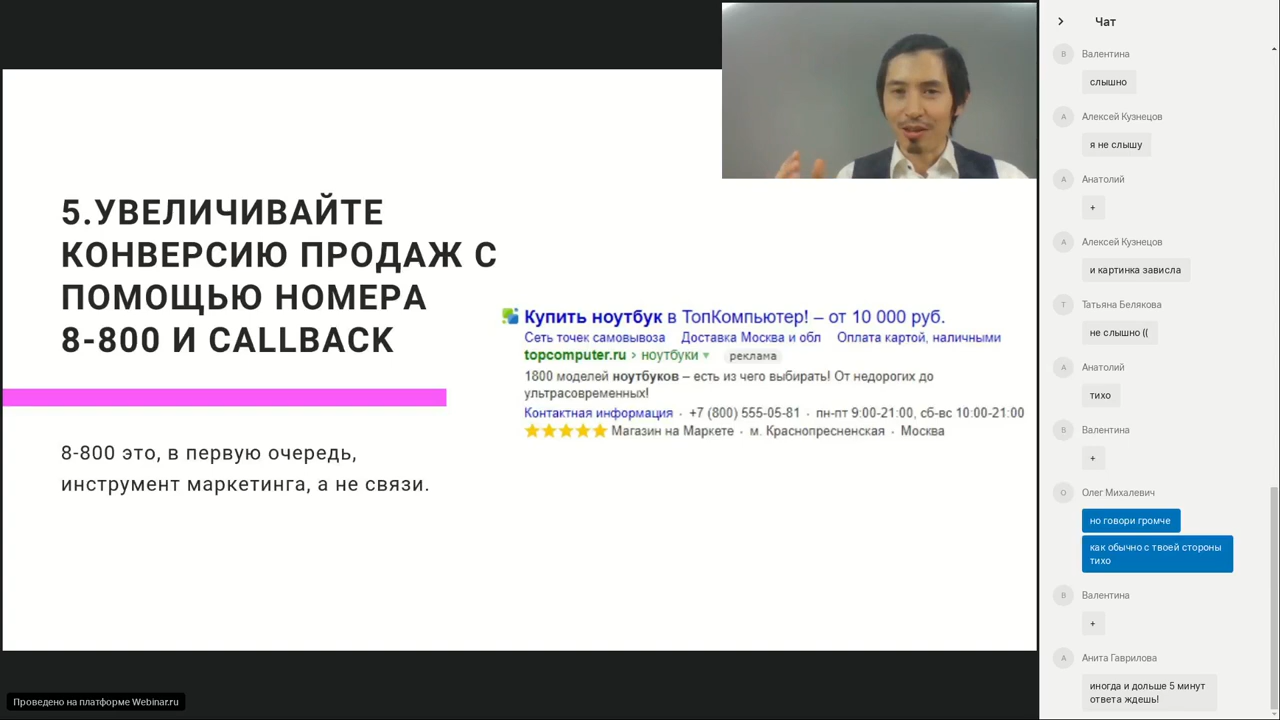 5.УВЕЛИЧИВАЙТЕ
КОНВЕРСИЮ ПРОДАЖ С
ПОМОЩЬЮ НОМЕРА
8-800 И CALLBACK
8-800 это, в первую очередь,
инструмент маркетинга, а не связи.
Купить ноутбук в ТопКомпьютер! – от 10 000 руб.
Сеть точек самовывоза Доставка Москва и обл Оплата картой, наличными
topcomputer.ru › ноутбуки реклама
1800 моделей ноутбуков – есть из чего выбирать! От недорогих до
ультрасовременных!
Контактная информация · +7 (800) 555-05-81 · пн-пт 9:00-21:00, сб-вс 10:00-21:00
Магазин на Маркете · м. Краснопресненская · Москва
Проведено на платформе Webinar.ru
Чат
В Валентина
слышно
А Алексей Кузнецов
я не слышу
А Анатолий
+
А Алексей Кузнецов
и картинка зависла
Т Татьяна Белякова
не слышно ((
А Анатолий
тихо
В Валентина
+
О Олег Михалевич
но говори громче
как обычно с твоей стороны
тихо
В Валентина
+
А Анита Гаврилова
иногда и дольше 5 минут
ответа ждешь!